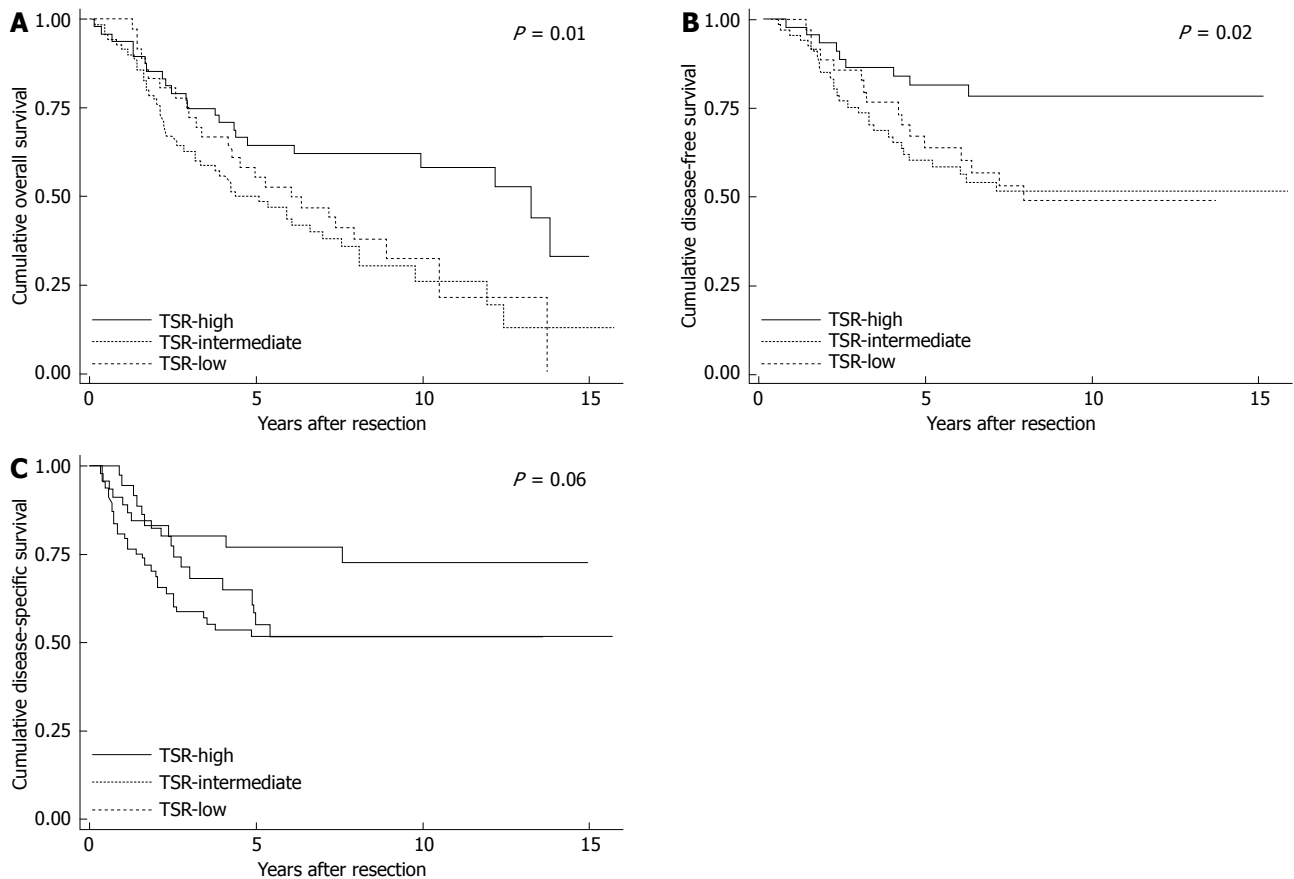 A
P = 0.01
Cumulative overall survival
1.00
0.75
0.50
0.25
0.00
TSR-high
TSR-intermediate
TSR-low
0 5 10 15
Years after resection
B
P = 0.02
Cumulative disease-free survival
1.00
0.75
0.50
0.25
0.00
TSR-high
TSR-intermediate
TSR-low
0 5 10 15
Years after resection
C
P = 0.06
Cumulative disease-specific survival
1.00
0.75
0.50
0.25
0.00
TSR-high
TSR-intermediate
TSR-low
0 5 10 15
Years after resection